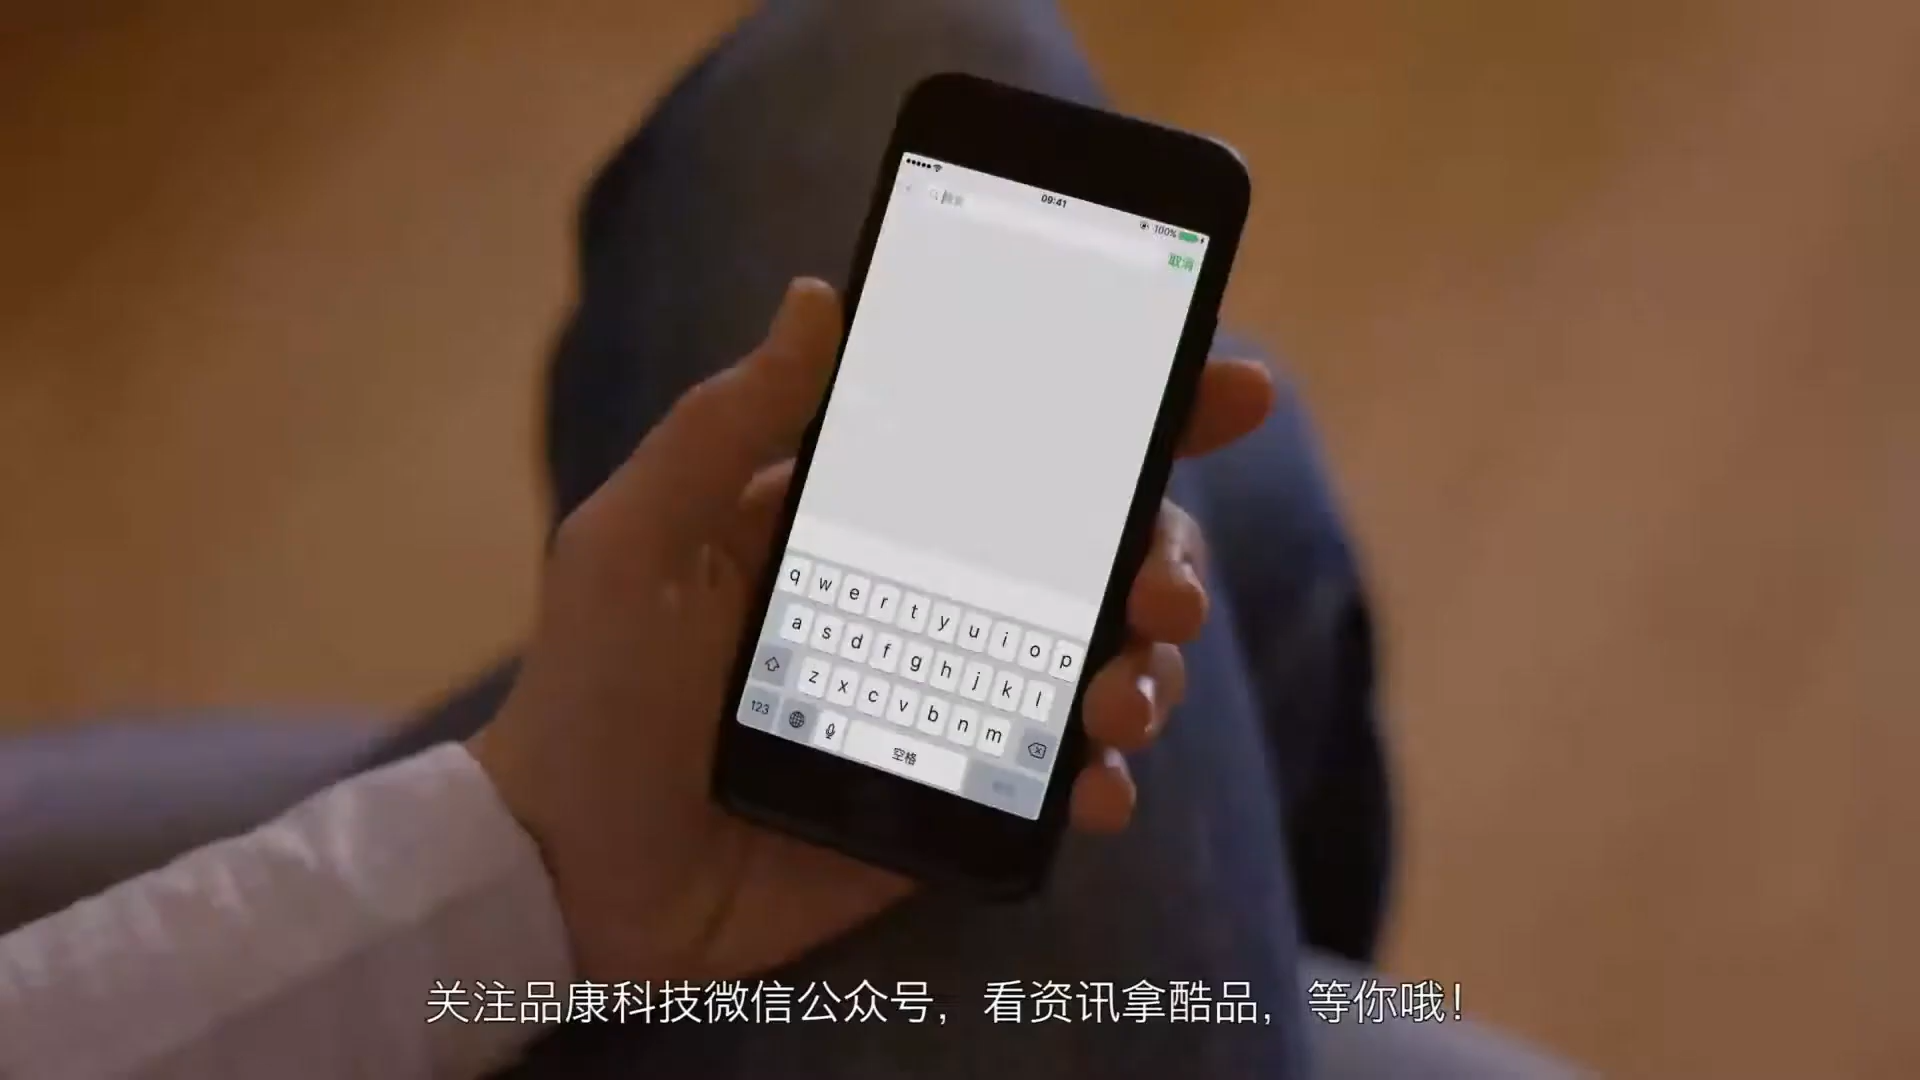 09:41
100%
取消
q w e r t y u i o p
a s d f g h j k l
z x c v b n m
123
空格
关注品康科技微信公众号，看资讯拿酷品，等你哦！